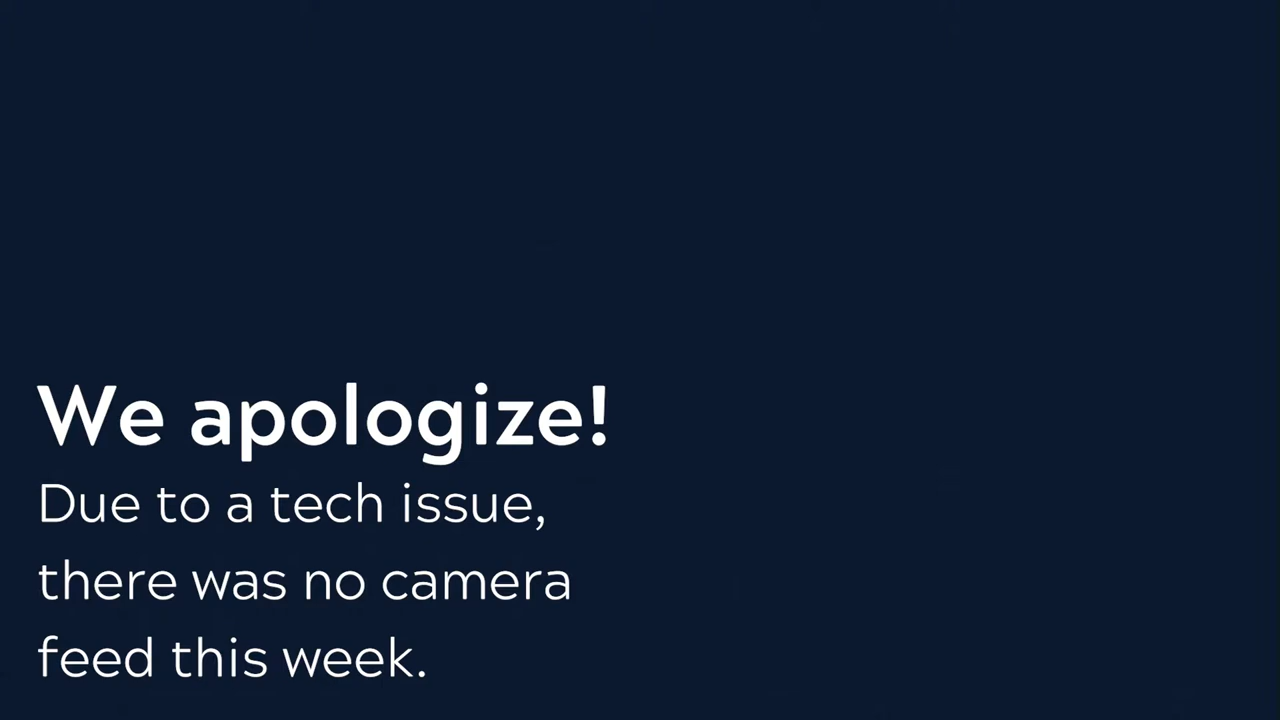 We apologize!
Due to a tech issue,
there was no camera
feed this week.